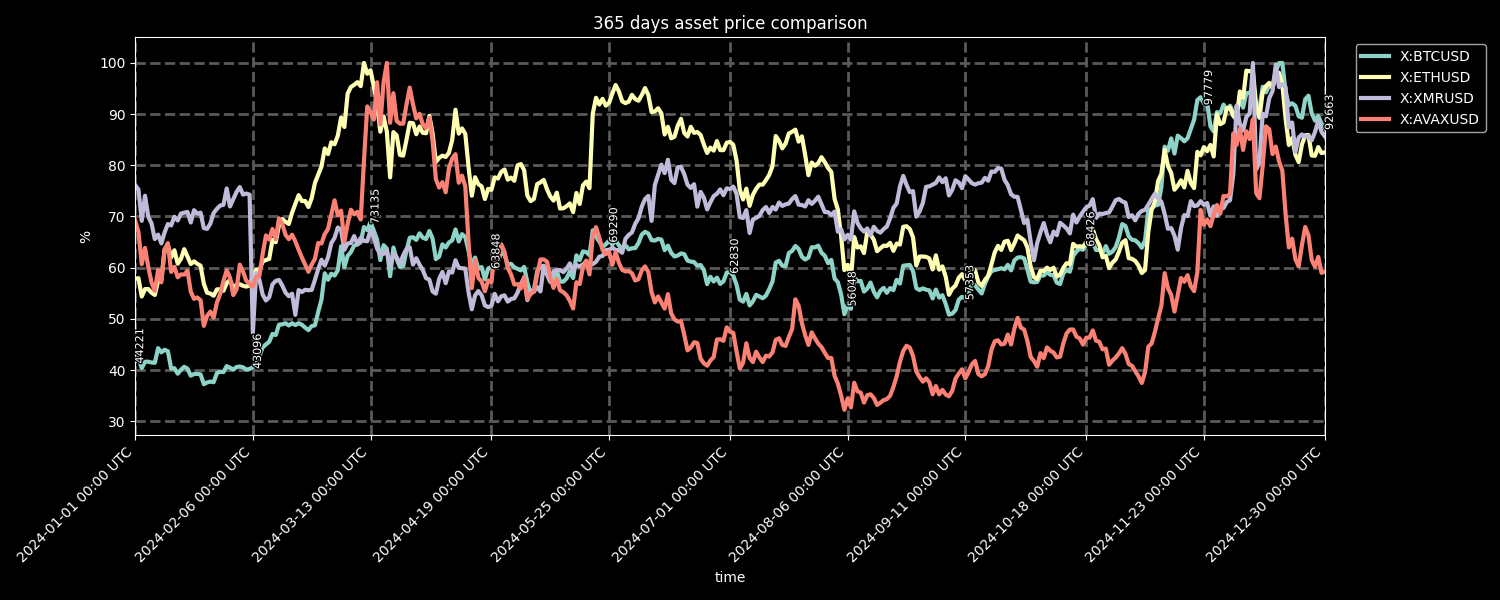 365 days asset price comparison
X:BTCUSD
X:ETHUSD
X:XMRUSD
X:AVAXUSD
100
90
80
70
60
50
40
30
%
44221
43096
73135
63848
69290
62830
56048
57353
68426
97779
92663
2024-01-01 00:00 UTC
2024-02-06 00:00 UTC
2024-03-13 00:00 UTC
2024-04-19 00:00 UTC
2024-05-25 00:00 UTC
2024-07-01 00:00 UTC
2024-08-06 00:00 UTC
2024-09-11 00:00 UTC
2024-10-18 00:00 UTC
2024-11-23 00:00 UTC
2024-12-30 00:00 UTC
time